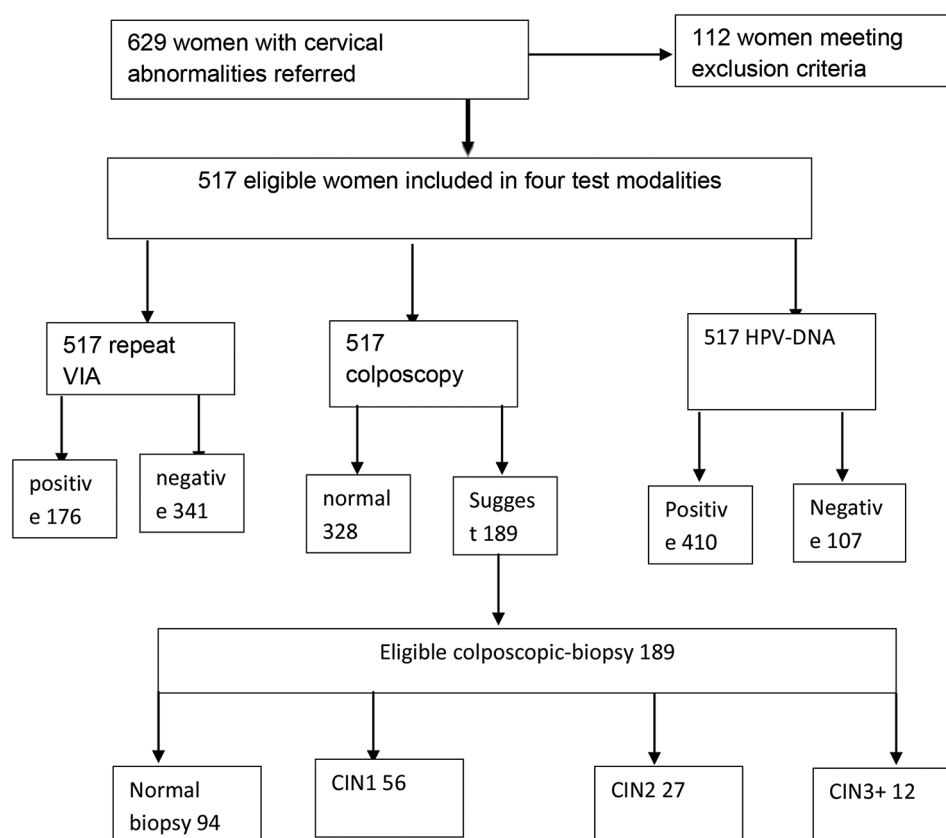 629 women with cervical
abnormalities referred
112 women meeting
exclusion criteria
517 eligible women included in four test modalities
517 repeat
VIA
517
colposcopy
517 HPV-DNA
positiv
e 176
negativ
e 341
normal
328
Sugges
t 189
Positiv
e 410
Negativ
e 107
Eligible colposcopic-biopsy 189
Normal
biopsy 94
CIN1 56
CIN2 27
CIN3+ 12